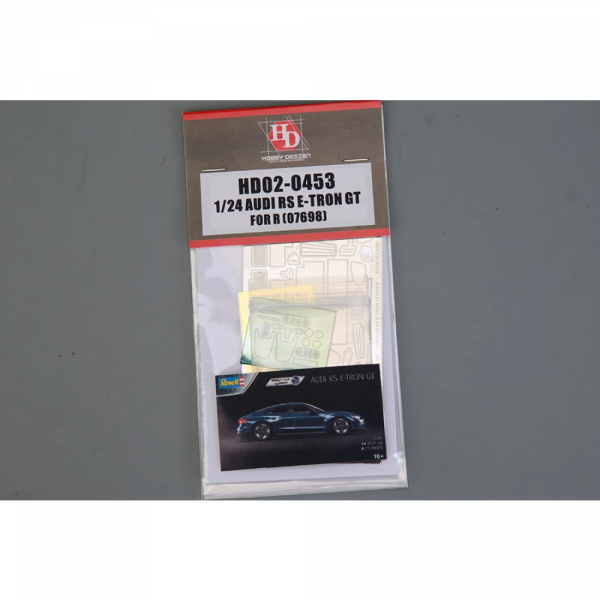 HD
HOBBY DESIGN
HD02-0453
1/24 AUDI RS E-TRON GT
FOR R (07698)
Revell
AUDI RS E-TRON GT
10+